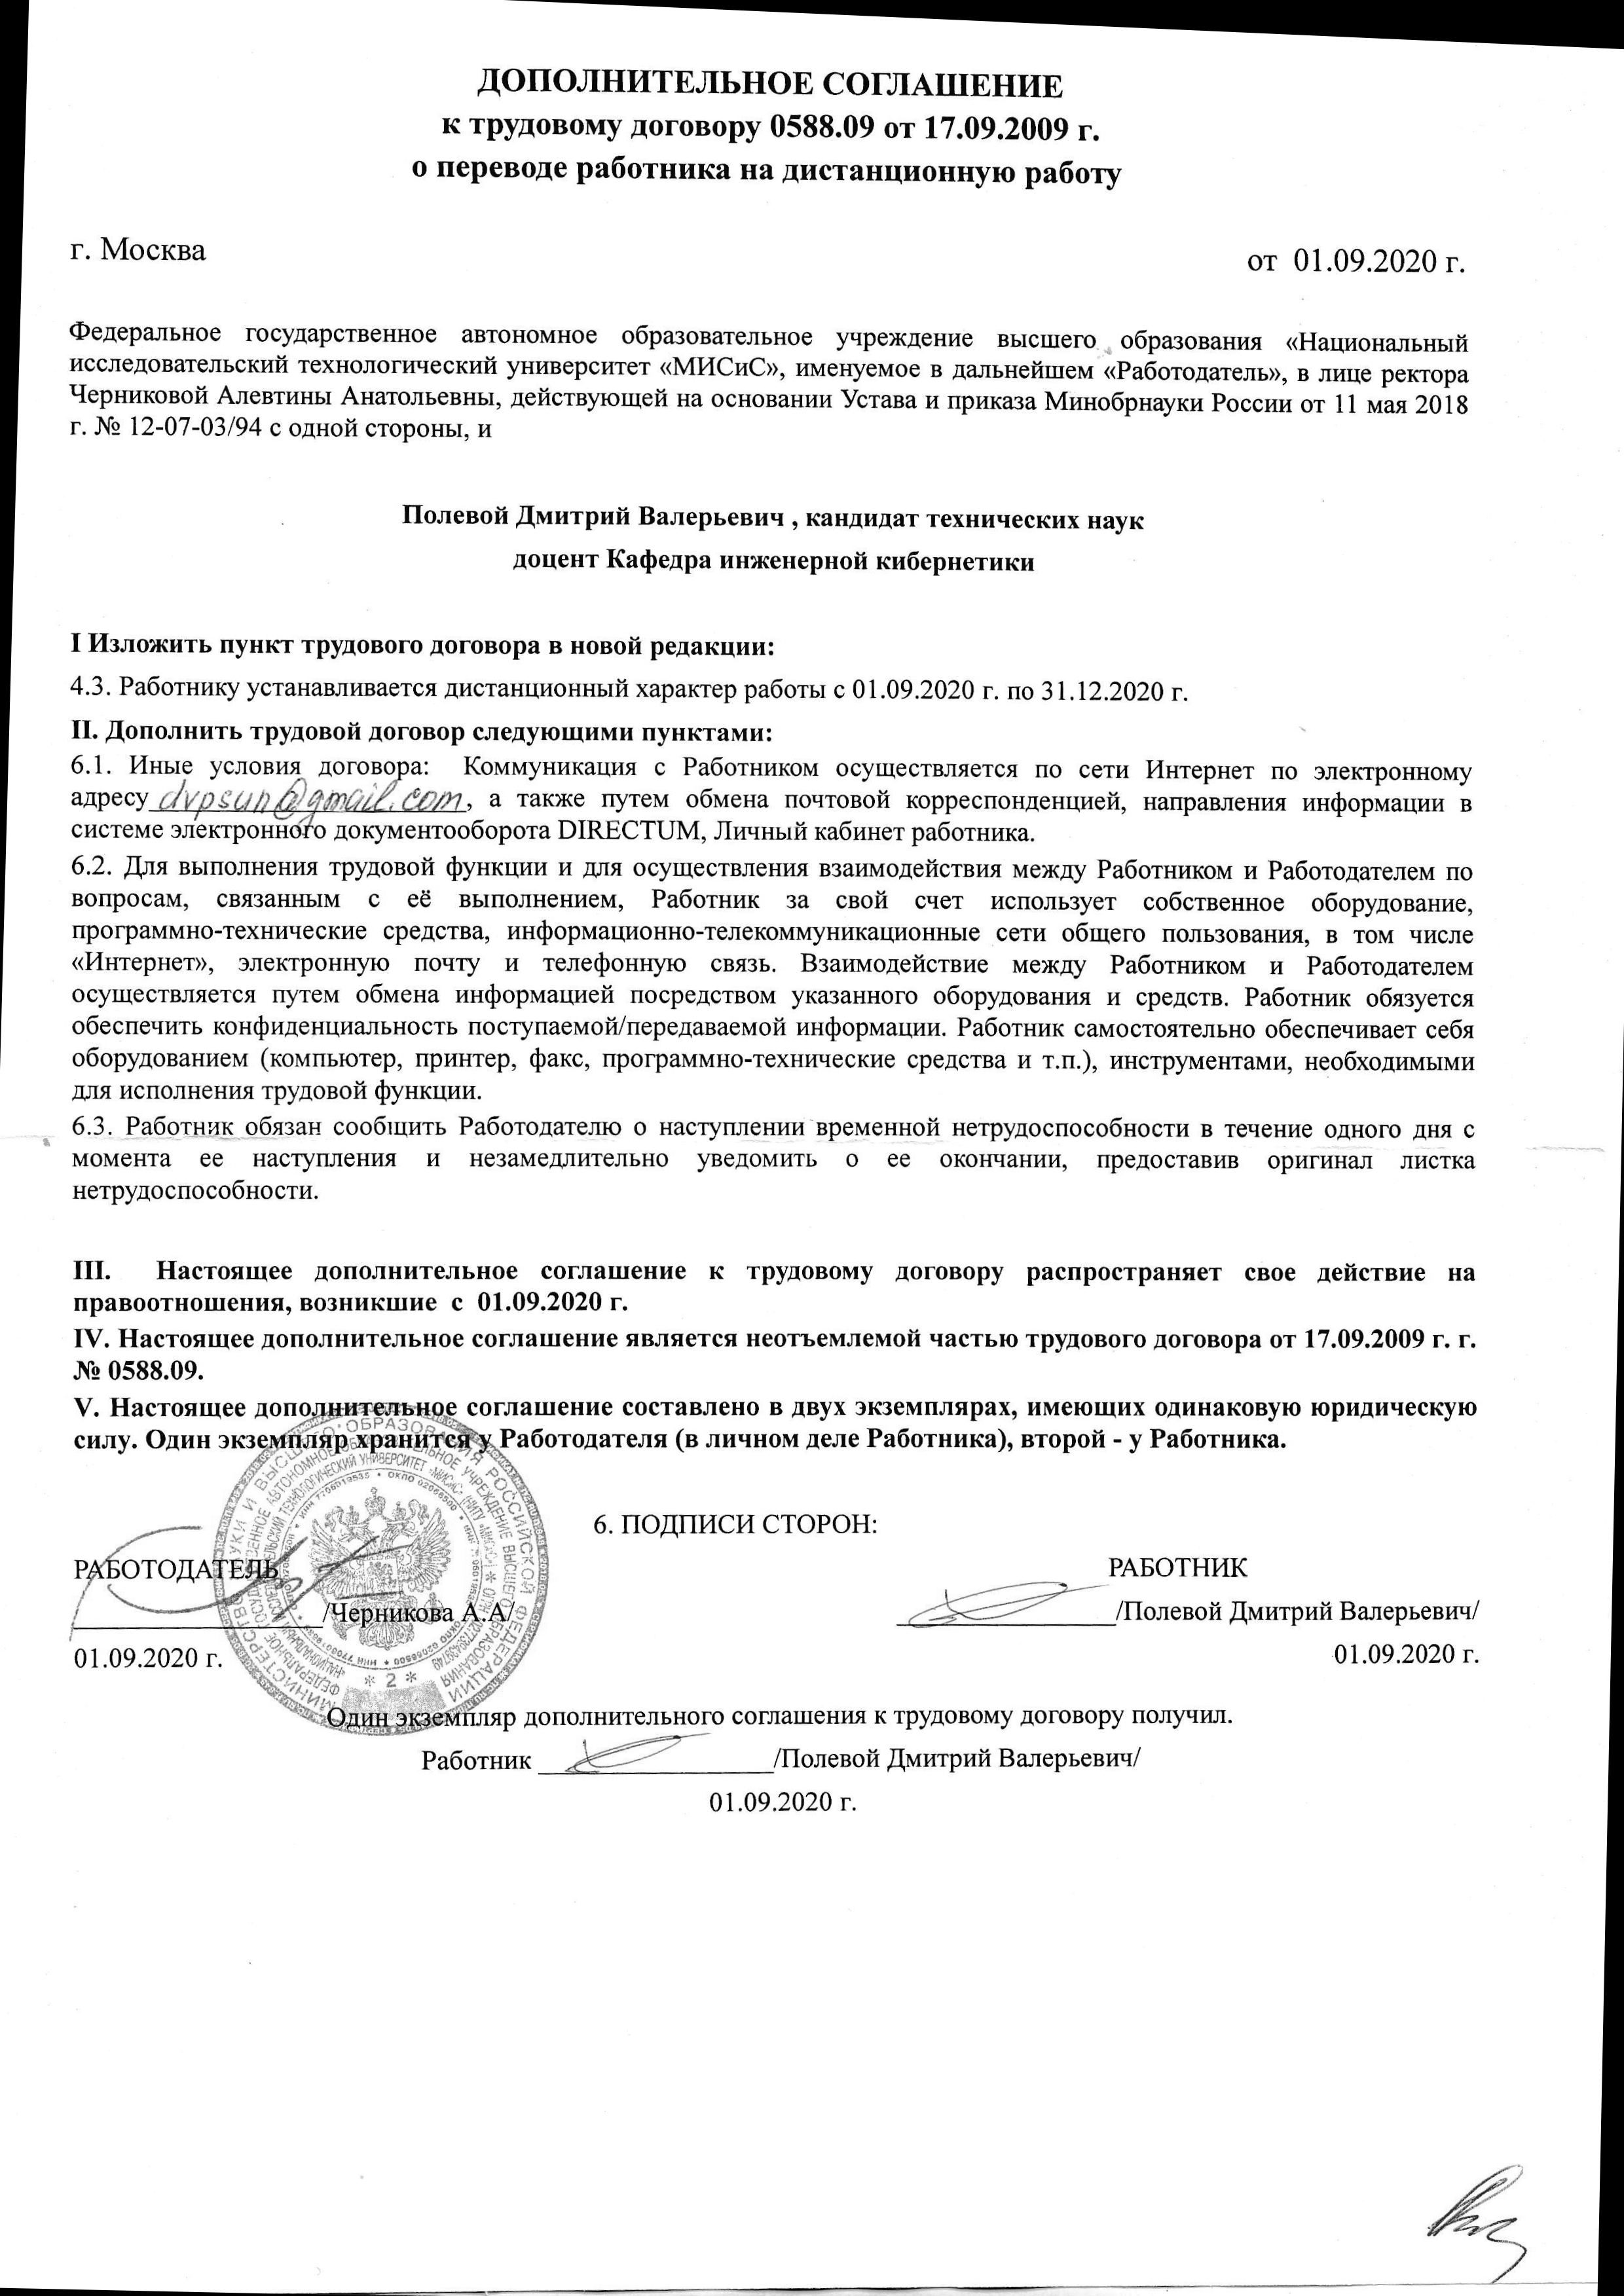 ДОПОЛНИТЕЛЬНОЕ СОГЛАШЕНИЕ
к трудовому договору 0588.09 от 17.09.2009 г.
о переводе работника на дистанционную работу
г. Москва
от 01.09.2020 г.
Федеральное государственное автономное образовательное учреждение высшего образования «Национальный
исследовательский технологический университет «МИСиС», именуемое в дальнейшем «Работодатель», в лице ректора
Черниковой Алевтины Анатольевны, действующей на основании Устава и приказа Минобрнауки России от 11 мая 2018
г. № 12-07-03/94 с одной стороны, и
Полевой Дмитрий Валерьевич , кандидат технических наук
доцент Кафедра инженерной кибернетики
I Изложить пункт трудового договора в новой редакции:
4.3. Работнику устанавливается дистанционный характер работы с 01.09.2020 г. по 31.12.2020 г.
II. Дополнить трудовой договор следующими пунктами:
6.1. Иные условия договора: Коммуникация с Работником осуществляется по сети Интернет по электронному
адресу dvpsun@gmail.com, а также путем обмена почтовой корреспонденцией, направления информации в
системе электронного документооборота DIRECTUM, Личный кабинет работника.
6.2. Для выполнения трудовой функции и для осуществления взаимодействия между Работником и Работодателем по
вопросам, связанным с её выполнением, Работник за свой счет использует собственное оборудование,
программно-технические средства, информационно-телекоммуникационные сети общего пользования, в том числе
«Интернет», электронную почту и телефонную связь. Взаимодействие между Работником и Работодателем
осуществляется путем обмена информацией посредством указанного оборудования и средств. Работник обязуется
обеспечить конфиденциальность поступаемой/передаваемой информации. Работник самостоятельно обеспечивает себя
оборудованием (компьютер, принтер, факс, программно-технические средства и т.п.), инструментами, необходимыми
для исполнения трудовой функции.
6.3. Работник обязан сообщить Работодателю о наступлении временной нетрудоспособности в течение одного дня с
момента ее наступления и незамедлительно уведомить о ее окончании, предоставив оригинал листка
нетрудоспособности.
III. Настоящее дополнительное соглашение к трудовому договору распространяет свое действие на
правоотношения, возникшие с 01.09.2020 г.
IV. Настоящее дополнительное соглашение является неотъемлемой частью трудового договора от 17.09.2009 г. г.
№ 0588.09.
V. Настоящее дополнительное соглашение составлено в двух экземплярах, имеющих одинаковую юридическую
силу. Один экземпляр хранится у Работодателя (в личном деле Работника), второй - у Работника.
6. ПОДПИСИ СТОРОН:
РАБОТОДАТЕЛЬ
РАБОТНИК
/Черникова А.А/
/Полевой Дмитрий Валерьевич/
01.09.2020 г.
01.09.2020 г.
* 2 *
Один экземпляр дополнительного соглашения к трудовому договору получил.
Работник /Полевой Дмитрий Валерьевич/
01.09.2020 г.